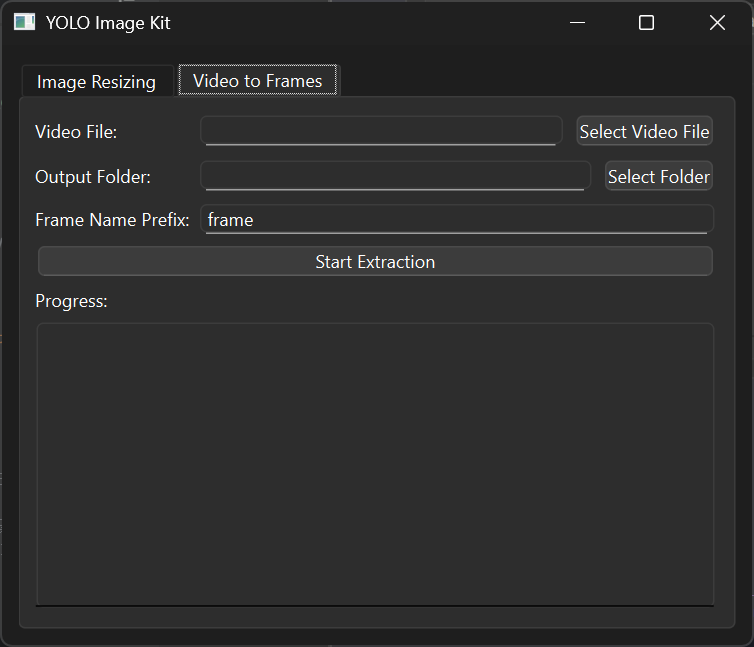 YOLO Image Kit
Image Resizing Video to Frames
Video File: Select Video File
Output Folder: Select Folder
Frame Name Prefix: frame
Start Extraction
Progress: